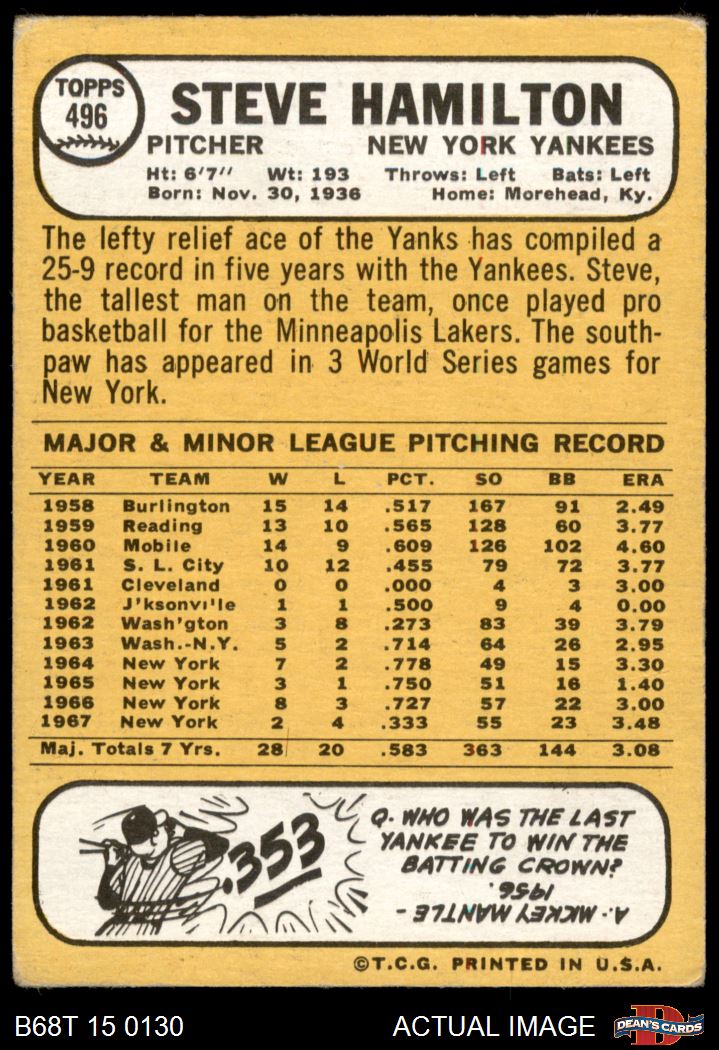 TOPPS
496
STEVE HAMILTON
PITCHER NEW YORK YANKEES
Ht: 6'7" Wt: 193 Throws: Left Bats: Left
Born: Nov. 30, 1936 Home: Morehead, Ky.
The lefty relief ace of the Yanks has compiled a
25-9 record in five years with the Yankees. Steve,
the tallest man on the team, once played pro
basketball for the Minneapolis Lakers. The south-
paw has appeared in 3 World Series games for
New York.
MAJOR & MINOR LEAGUE PITCHING RECORD
YEAR TEAM W L PCT. SO BB ERA
1958 Burlington 15 14 .517 167 91 2.49
1959 Reading 13 10 .565 128 60 3.77
1960 Mobile 14 9 .609 126 102 4.60
1961 S. L. City 10 12 .455 79 72 3.77
1961 Cleveland 0 0 .000 4 3 3.00
1962 J'ksonvi'le 1 1 .500 9 4 0.00
1962 Wash'gton 3 8 .273 83 39 3.79
1963 Wash.-N.Y. 5 2 .714 64 26 2.95
1964 New York 7 2 .778 49 15 3.30
1965 New York 3 1 .750 51 16 1.40
1966 New York 8 3 .727 57 22 3.00
1967 New York 2 4 .333 55 23 3.48
Maj. Totals 7 Yrs. 28 20 .583 363 144 3.08
.353
Q. WHO WAS THE LAST
YANKEE TO WIN THE
BATTING CROWN?
A. MICKEY MANTLE -
1956.
©T.C.G. PRINTED IN U.S.A.
B68T 15 0130 ACTUAL IMAGE DEAN'S CARDS